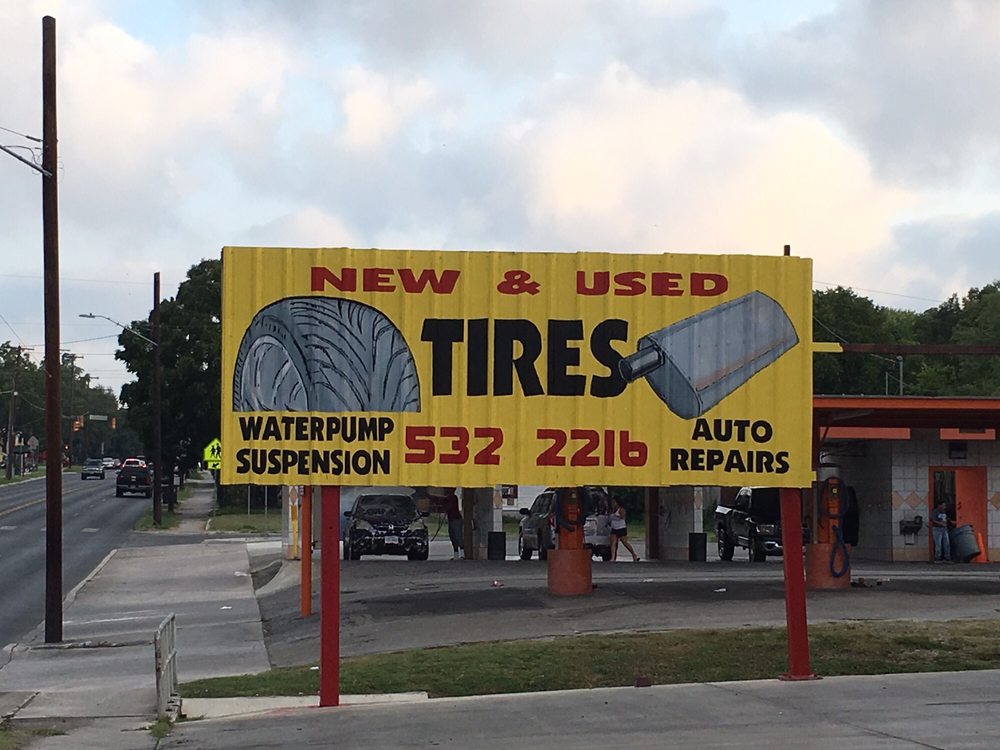 NEW & USED
TIRES
WATERPUMP
SUSPENSION
532 2216
AUTO
REPAIRS